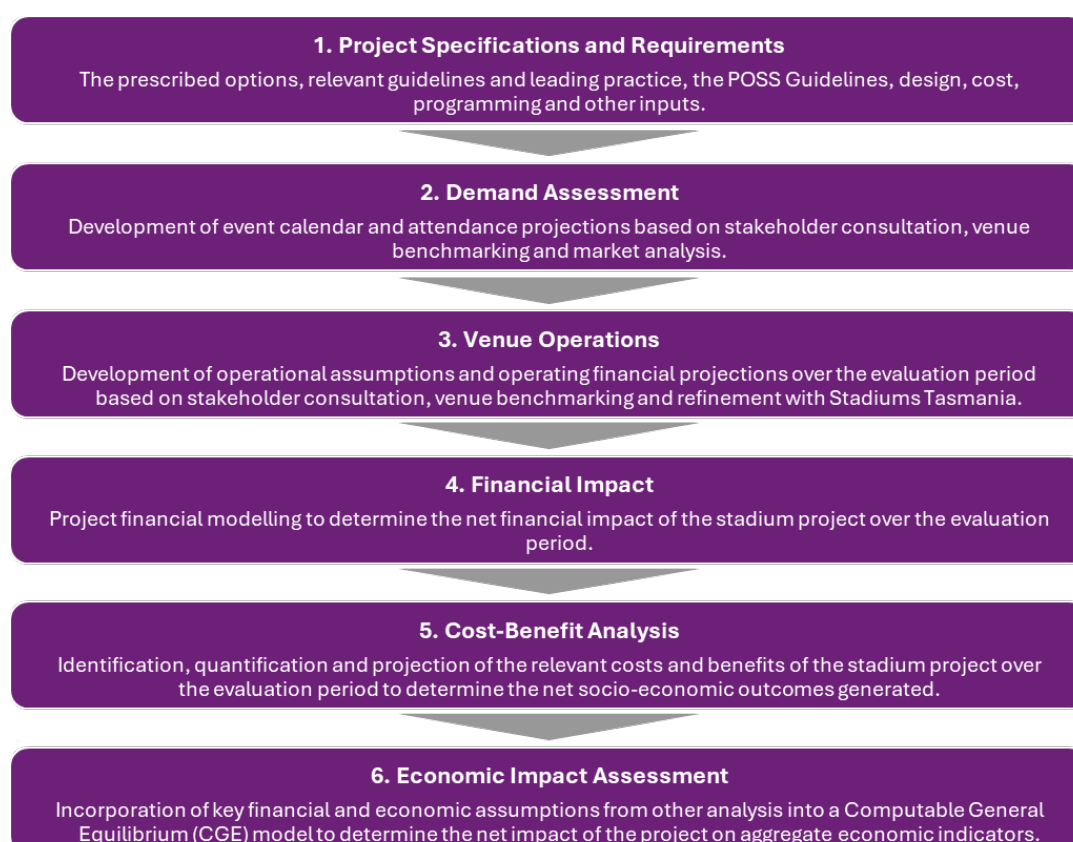 1. Project Specifications and Requirements
The prescribed options, relevant guidelines and leading practice, the POSS Guidelines, design, cost,
programming and other inputs.
2. Demand Assessment
Development of event calendar and attendance projections based on stakeholder consultation, venue
benchmarking and market analysis.
3. Venue Operations
Development of operational assumptions and operating financial projections over the evaluation period
based on stakeholder consultation, venue benchmarking and refinement with Stadiums Tasmania.
4. Financial Impact
Project financial modelling to determine the net financial impact of the stadium project over the evaluation
period.
5. Cost-Benefit Analysis
Identification, quantification and projection of the relevant costs and benefits of the stadium project over
the evaluation period to determine the net socio-economic outcomes generated.
6. Economic Impact Assessment
Incorporation of key financial and economic assumptions from other analysis into a Computable General
Equilibrium (CGE) model to determine the net impact of the project on aggregate economic indicators.